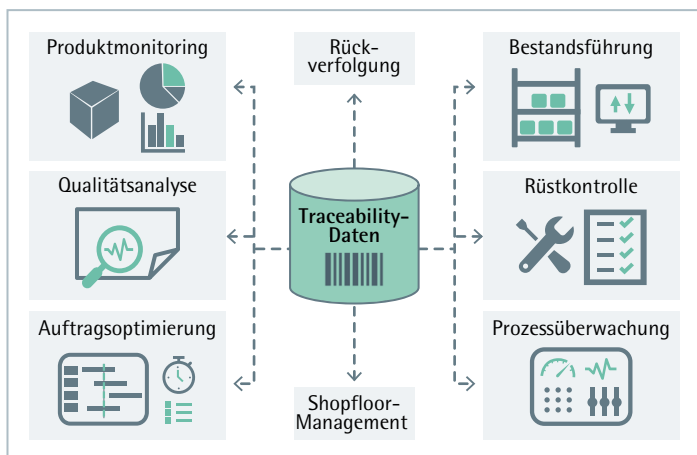 Produktmonitoring
Rück-
verfolgung
Bestandsführung
Qualitätsanalyse
Traceability-
Daten
Rüstkontrolle
Auftragsoptimierung
Shopfloor-
Management
Prozessüberwachung